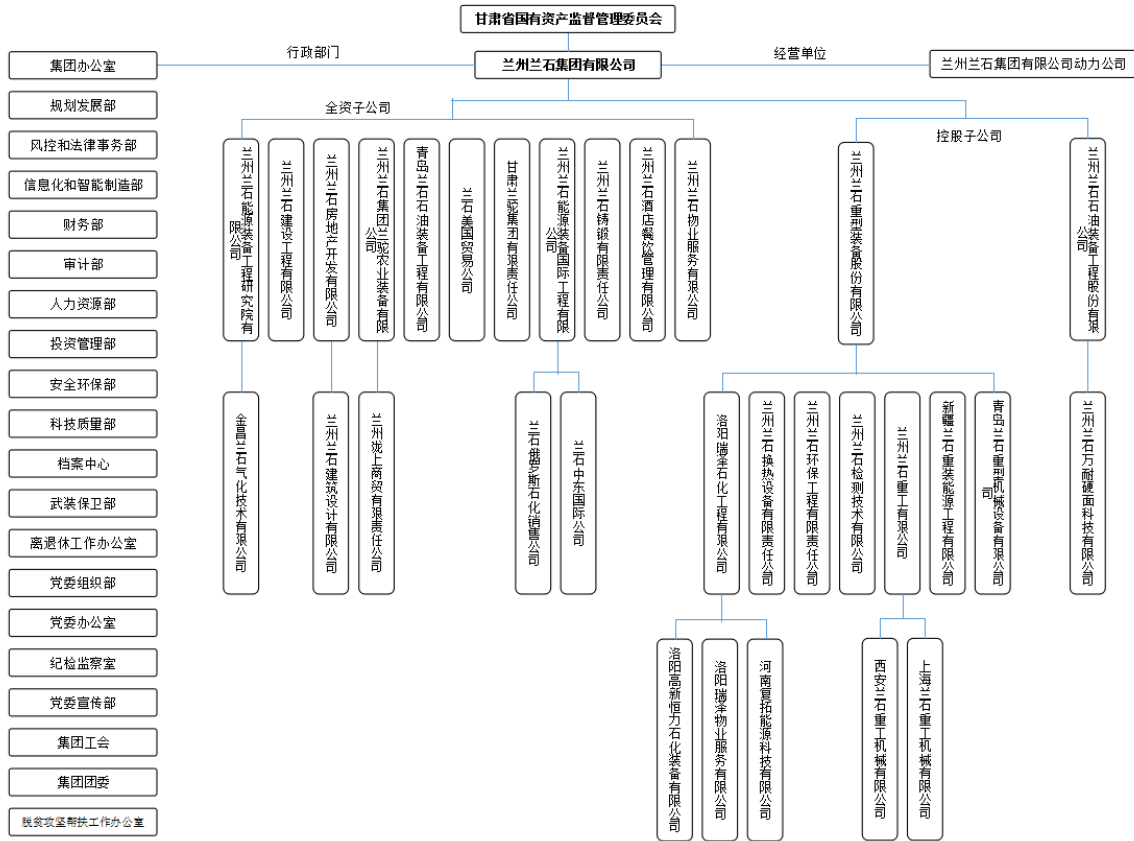 甘肃省国有资产监督管理委员会
兰州兰石集团有限公司
行政部门
经营单位
兰州兰石集团有限公司动力公司
全资子公司
控股子公司
集团办公室
规划发展部
风控和法律事务部
信息化和智能制造部
财务部
审计部
人力资源部
投资管理部
安全环保部
科技质量部
档案中心
武装保卫部
离退休工作办公室
党委组织部
党委办公室
纪检监察室
党委宣传部
集团工会
集团团委
脱贫攻坚帮扶工作办公室
兰州兰石能源装备工程研究院有
限公司
兰州兰石建设工程有限公司
兰州兰石房地产开发有限公司
兰州兰石集团兰驼农业装备有限
公司
青岛兰石石油装备工程有限公司
兰石美国贸易公司
甘肃兰驼集团有限责任公司
兰州兰石能源装备国际工程有限
公司
兰州兰石铸锻有限责任公司
兰州兰石酒店餐饮管理有限公司
兰州兰石物业服务有限公司
兰州兰石重型装备股份有限公司
兰州兰石石油装备工程股份有限
公司
金昌兰石气化技术有限公司
兰州兰石建筑设计有限公司
兰州陇上商贸有限责任公司
兰石俄罗斯石化销售公司
兰石中东国际公司
洛阳瑞泽石化工程有限公司
兰州兰石换热设备有限责任公司
兰州兰石环保工程有限责任公司
兰州兰石检测技术有限公司
兰州兰石重工有限公司
新疆兰石重装能源工程有限公司
青岛兰石重型机械设备有限公
司
兰州兰石万耐硬面科技有限公司
洛阳高新恒力石化装备有限公司
洛阳瑞泽物业服务有限公司
河南复拓能源科技有限公司
西安兰石重工机械有限公司
上海兰石重工机械有限公司